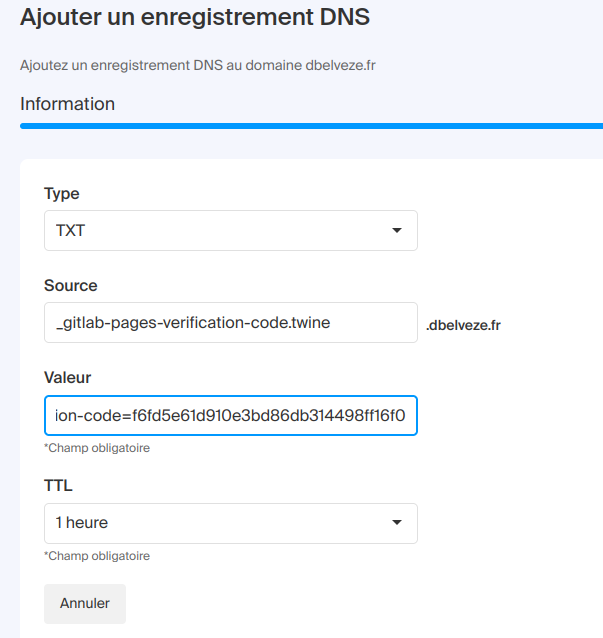 Ajouter un enregistrement DNS
Ajoutez un enregistrement DNS au domaine dbelveze.fr
Information
Type
TXT
Source
_gitlab-pages-verification-code.twine
.dbelveze.fr
Valeur
ion-code=f6fd5e61d910e3bd86db314498ff16f0
*Champ obligatoire
TTL
1 heure
*Champ obligatoire
Annuler